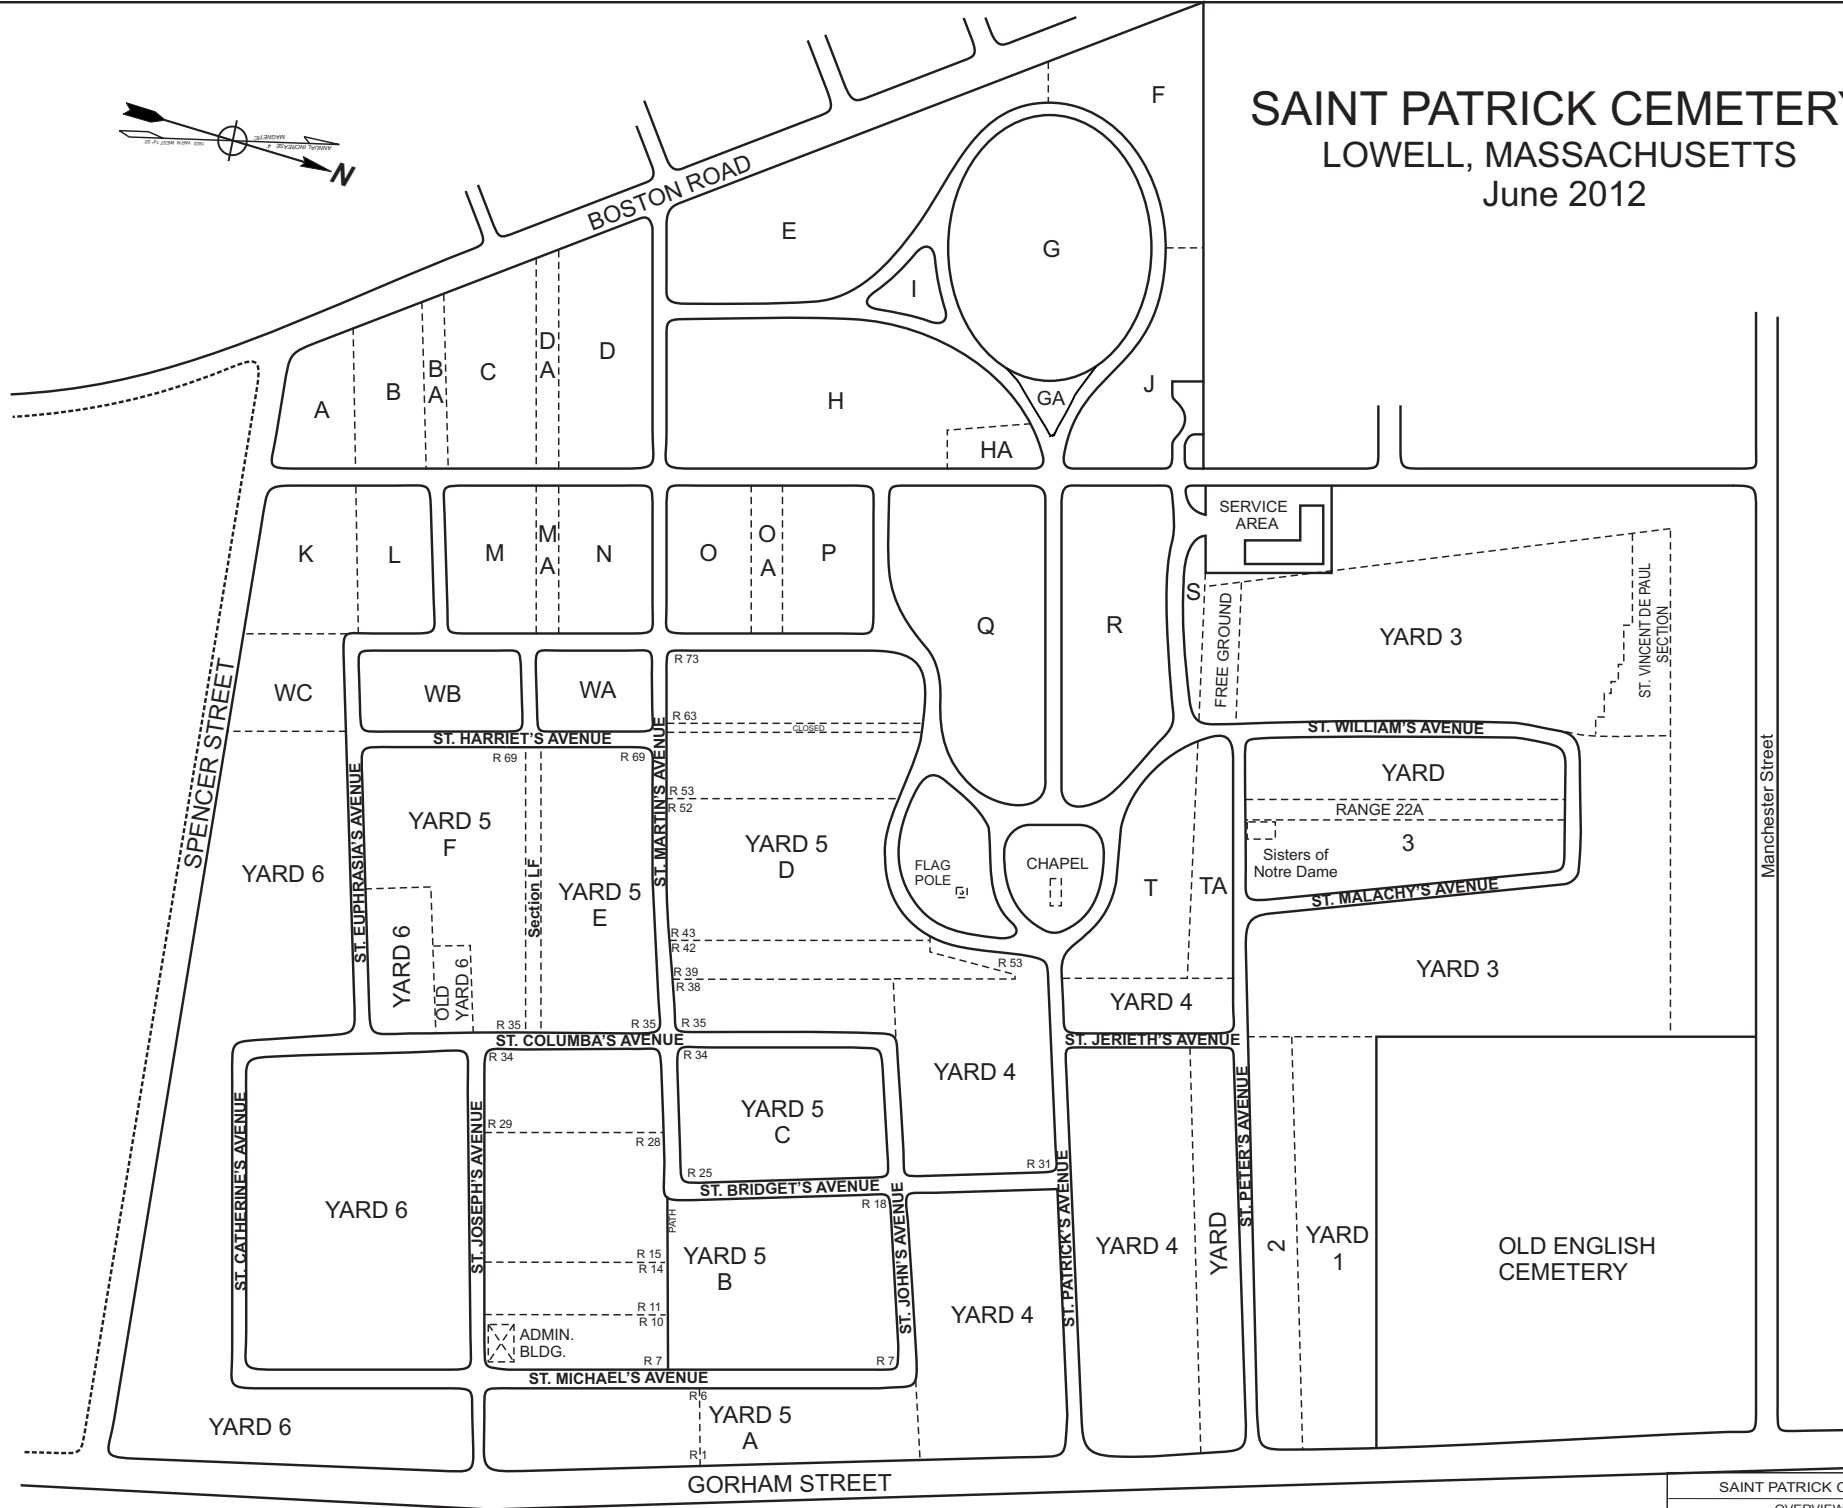 SAINT PATRICK CEMETERY
LOWELL, MASSACHUSETTS
June 2012
ANNUAL INCREASE 4'
MAGNETIC
N
BOSTON ROAD
F
E
G
I
J
GA
H
HA
A
B
B
A
C
D
A
D
SERVICE
AREA
K
L
M
M
A
N
O
O
A
P
Q
R
S
FREE GROUND
YARD 3
ST. VINCENT DE PAUL
SECTION
SPENCER STREET
Manchester Street
WC
WB
WA
R 73
R 63
CLOSED
ST. HARRIET'S AVENUE
ST. MARTIN'S AVENUE
ST. WILLIAM'S AVENUE
R 69
R 69
R 53
R 52
YARD
RANGE 22A
3
Sisters of
Notre Dame
ST. MALACHY'S AVENUE
ST. EUPHRASIA'S AVENUE
YARD 5
F
Section LF
YARD 5
E
YARD 5
D
FLAG
POLE
CHAPEL
T
TA
YARD 6
YARD 6
OLD
YARD 6
R 43
R 42
R 39
R 38
R 53
YARD 3
YARD 4
R 35
R 35
R 35
ST. COLUMBA'S AVENUE
ST. JERIETH'S AVENUE
R 34
R 34
YARD 4
ST. CATHERINE'S AVENUE
ST. JOSEPH'S AVENUE
R 29
R 28
YARD 5
C
R 25
R 31
ST. BRIDGET'S AVENUE
R 18
ST. PETER'S AVENUE
ST. PATRICK'S AVENUE
ST. JOHN'S AVENUE
YARD 6
PATH
YARD 5
B
R 15
R 14
R 11
R 10
R 7
R 7
ADMIN.
BLDG.
YARD 4
YARD 4
YARD
2
YARD
1
OLD ENGLISH
CEMETERY
ST. MICHAEL'S AVENUE
R 6
YARD 5
A
R 1
YARD 6
GORHAM STREET
SAINT PATRICK C
OVERVIEW